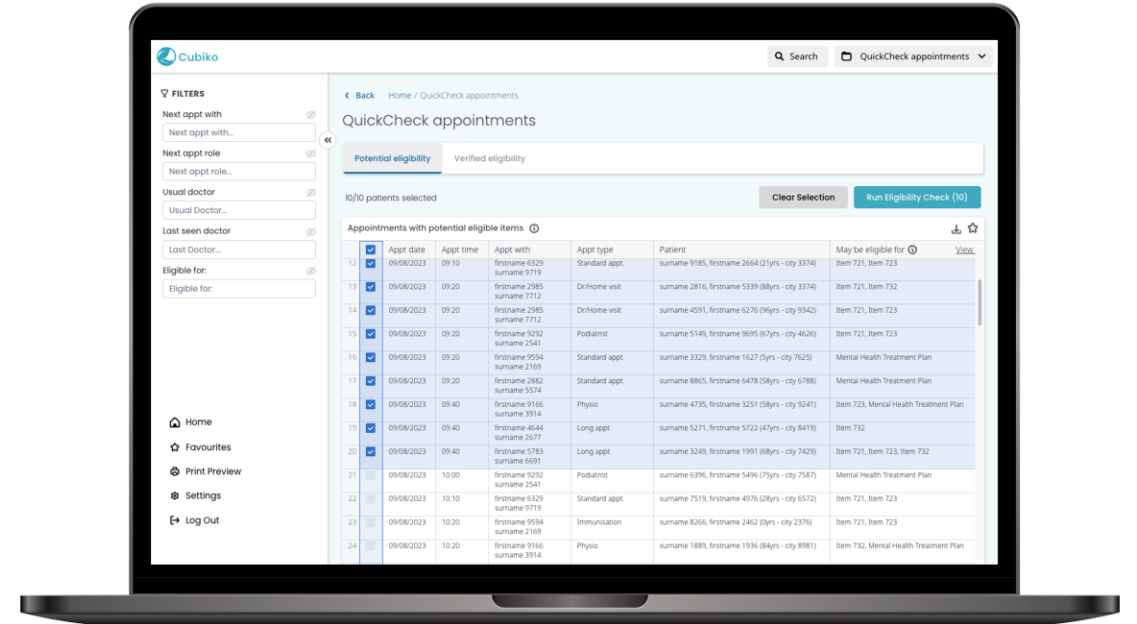 Cubiko
Search
QuickCheck appointments
FILTERS
Next appt with
Next appt with...
Next appt role
Next appt role...
Usual doctor
Usual Doctor...
Last seen doctor
Last Doctor...
Eligible for:
Eligible for:
Home
Favourites
Print Preview
Settings
Log Out
«
Back Home / QuickCheck appointments
QuickCheck appointments
Potential eligibility Verified eligibility
10/10 patients selected
Clear Selection
Run Eligibility Check (10)
Appointments with potential eligible items
Appt date Appt time Appt with Appt type Patient May be eligible for View
12 09/08/2023 09:10 firstname 6329 Standard appt. surname 9185, firstname 2664 (21yrs - city 3374) Item 721, Item 723
surname 9719
13 09/08/2023 09:20 firstname 2985 Dr/Home visit surname 2816, firstname 5339 (88yrs - city 3374) Item 721, Item 732
surname 7712
14 09/08/2023 09:20 firstname 2985 Dr/Home visit surname 4591, firstname 6276 (96yrs - city 9342) Item 721, Item 723
surname 7712
15 09/08/2023 09:20 firstname 9292 Podiatrist surname 5149, firstname 9695 (67yrs - city 4626) Item 721, Item 723
surname 2541
16 09/08/2023 09:20 firstname 9594 Standard appt. surname 3329, firstname 1627 (5yrs - city 7625) Mental Health Treatment Plan
surname 2169
17 09/08/2023 09:20 firstname 2882 Standard appt. surname 8865, firstname 6478 (58yrs - city 6788) Mental Health Treatment Plan
surname 5574
18 09/08/2023 09:40 firstname 9166 Physio surname 4735, firstname 3251 (58yrs - city 9241) Item 723, Mental Health Treatment Plan
surname 3914
19 09/08/2023 09:40 firstname 4644 Long appt. surname 5271, firstname 5722 (47yrs - city 8419) Item 732
surname 2677
20 09/08/2023 09:40 firstname 5783 Long appt. surname 3249, firstname 1991 (68yrs - city 7429) Item 721, Item 723, Item 732
surname 6691
21 09/08/2023 10:00 firstname 9292 Podiatrist surname 6396, firstname 5496 (75yrs - city 7587) Mental Health Treatment Plan
surname 2541
22 09/08/2023 10:10 firstname 6329 Standard appt. surname 7519, firstname 4976 (28yrs - city 6572) Item 721, Item 723
surname 9719
23 09/08/2023 10:20 firstname 9594 Immunisation surname 8266, firstname 2462 (0yrs - city 2376) Item 721, Item 723
surname 2169
24 09/08/2023 10:20 firstname 9166 Physio surname 1889, firstname 1936 (84yrs - city 8981) Item 732, Mental Health Treatment Plan
surname 3914